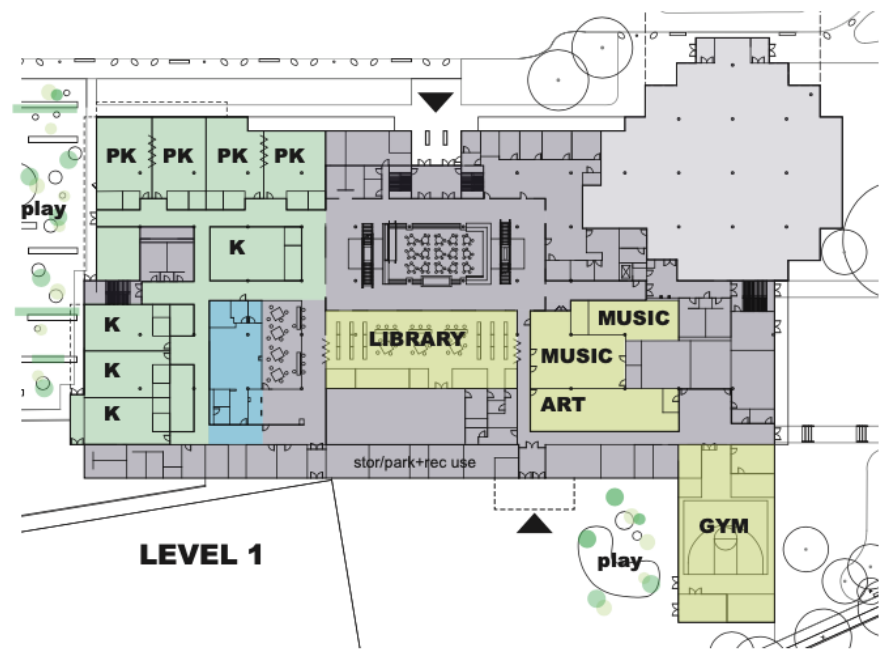 PK PK PK PK
play
K
K
MUSIC
LIBRARY
MUSIC
K
ART
K
stor/park+rec use
GYM
LEVEL 1
play